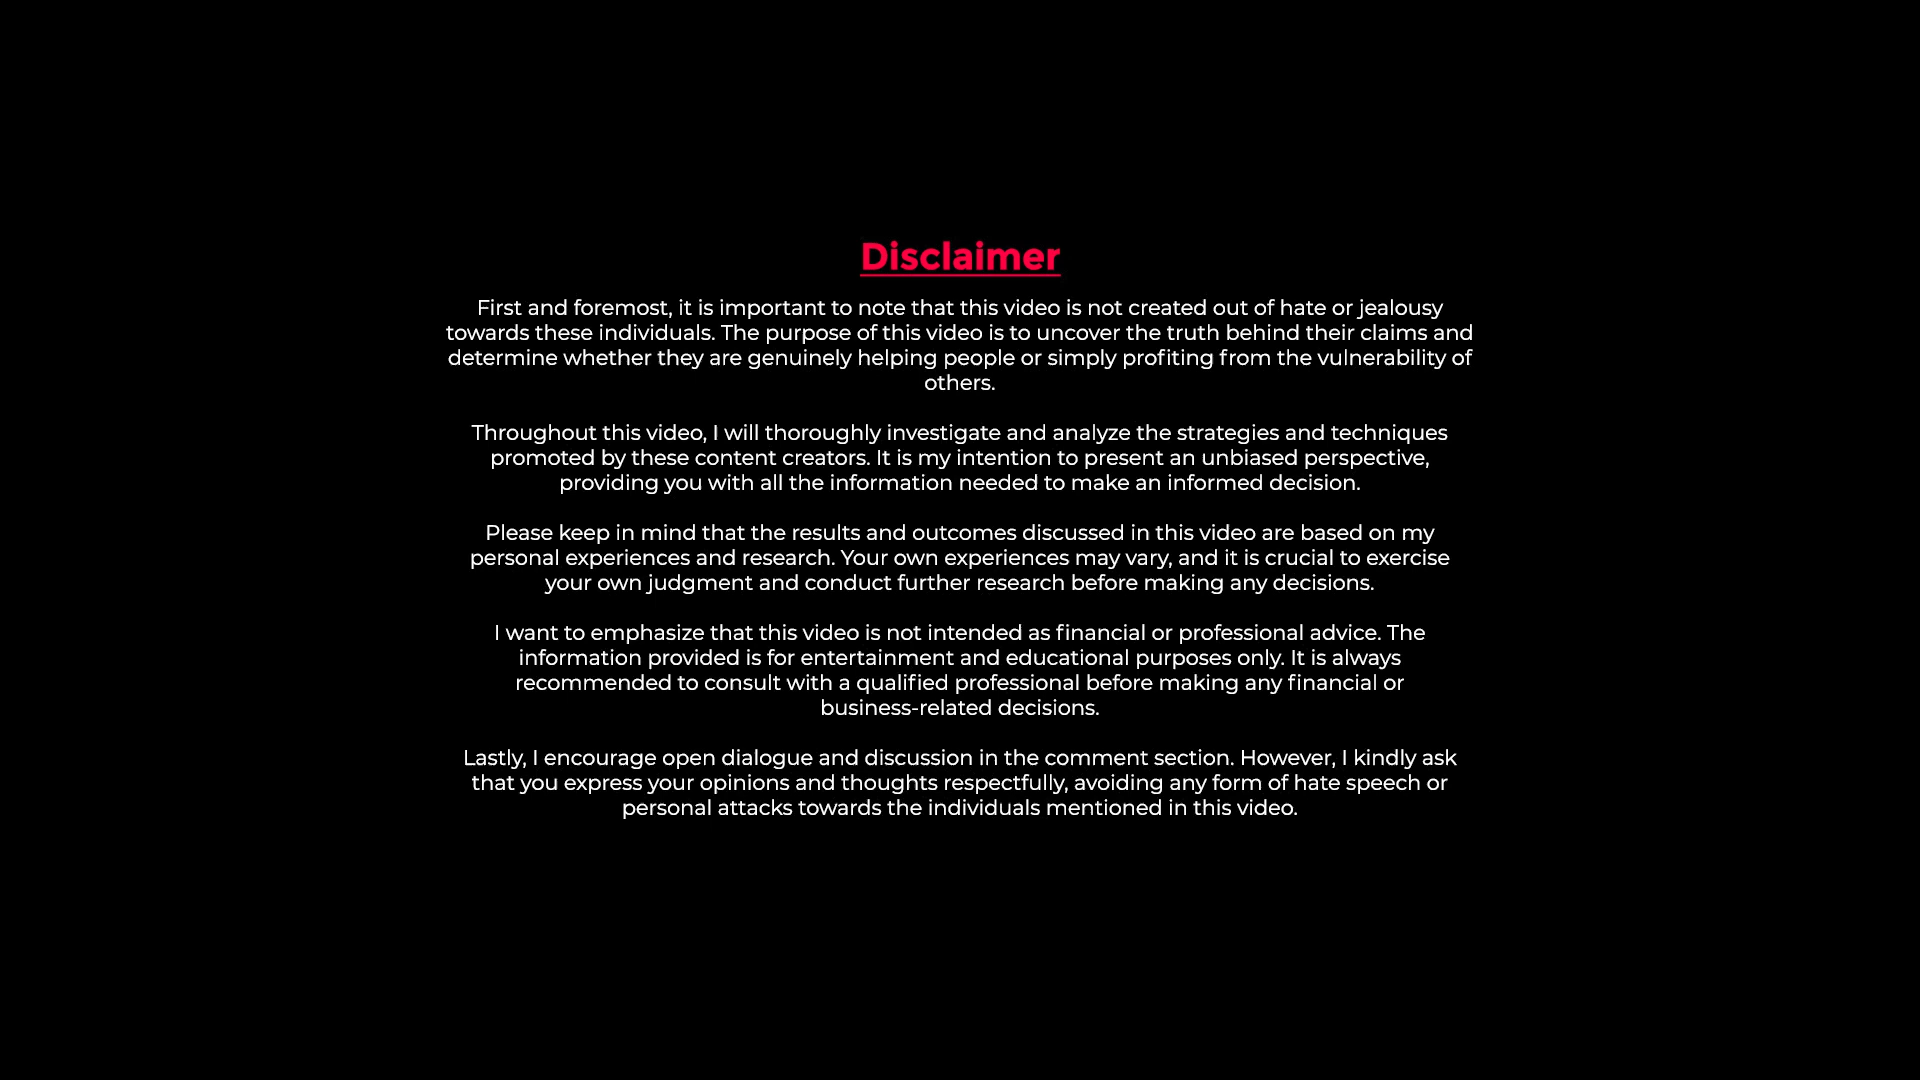 Disclaimer
First and foremost, it is important to note that this video is not created out of hate or jealousy
towards these individuals. The purpose of this video is to uncover the truth behind their claims and
determine whether they are genuinely helping people or simply profiting from the vulnerability of
others.
Throughout this video, I will thoroughly investigate and analyze the strategies and techniques
promoted by these content creators. It is my intention to present an unbiased perspective,
providing you with all the information needed to make an informed decision.
Please keep in mind that the results and outcomes discussed in this video are based on my
personal experiences and research. Your own experiences may vary, and it is crucial to exercise
your own judgment and conduct further research before making any decisions.
I want to emphasize that this video is not intended as financial or professional advice. The
information provided is for entertainment and educational purposes only. It is always
recommended to consult with a qualified professional before making any financial or
business-related decisions.
Lastly, I encourage open dialogue and discussion in the comment section. However, I kindly ask
that you express your opinions and thoughts respectfully, avoiding any form of hate speech or
personal attacks towards the individuals mentioned in this video.